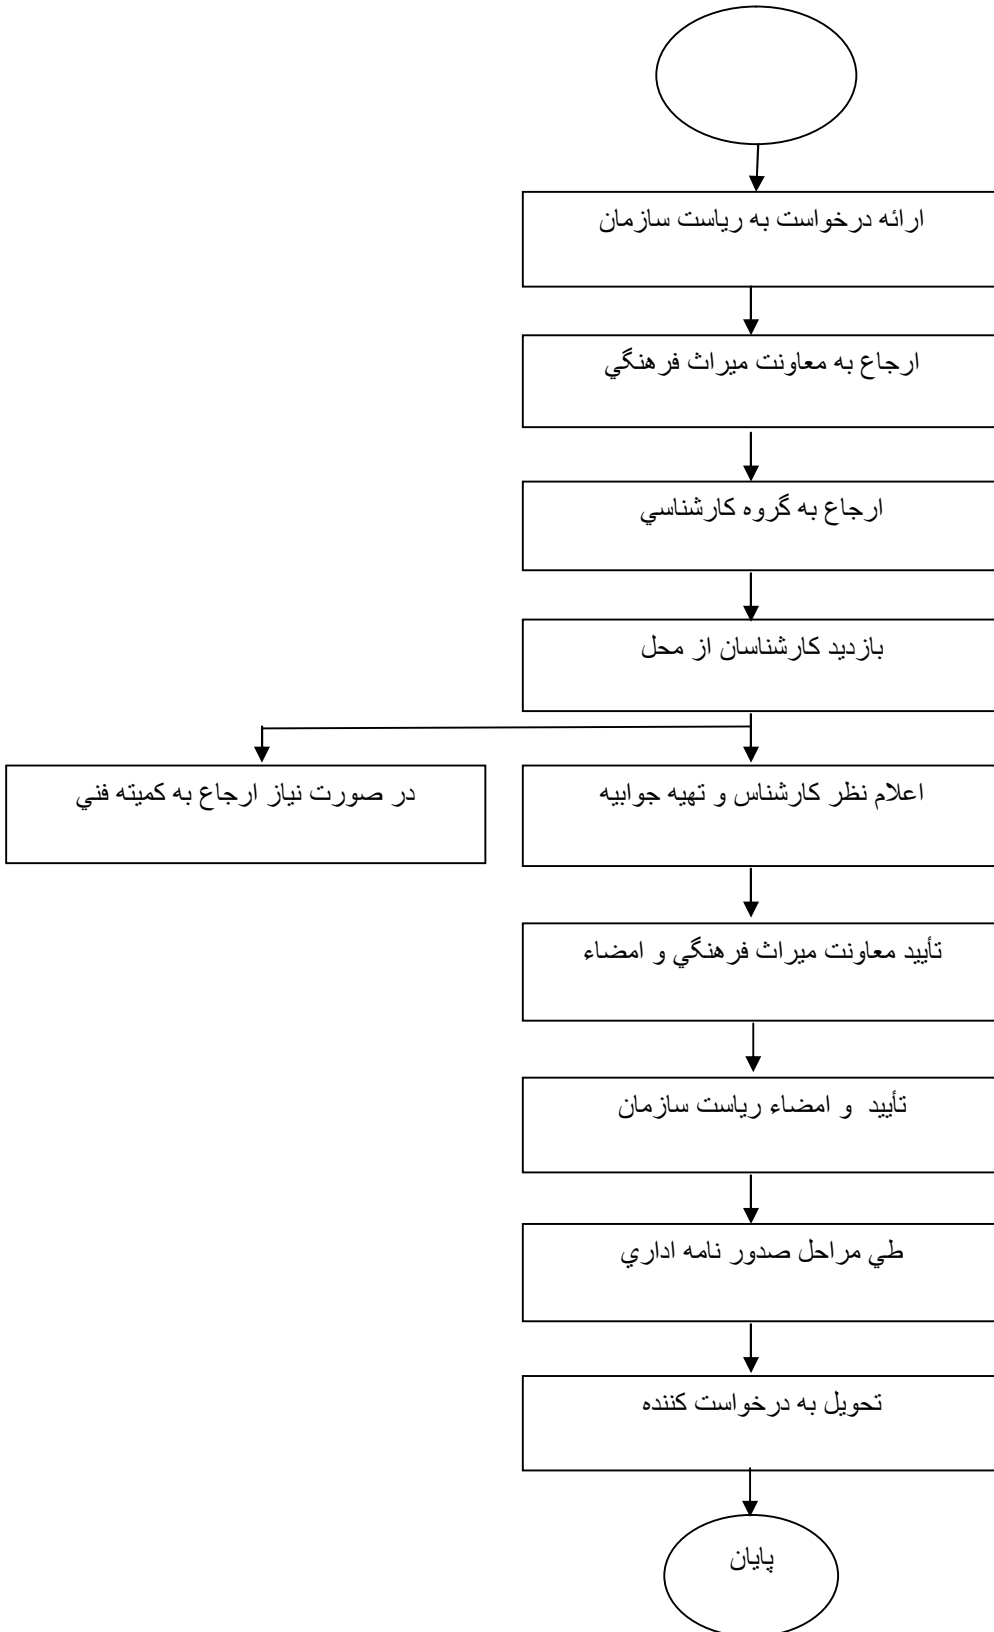 ارائه درخواست به رياست سازمان
ارجاع به معاونت ميراث فرهنگي
ارجاع به گروه كارشناسي
بازديد كارشناسان از محل
اعلام نظر كارشناس و تهيه جوابيه
در صورت نياز ارجاع به كميته فني
تأييد معاونت ميراث فرهنگي و امضاء
تأييد و امضاء رياست سازمان
طي مراحل صدور نامه اداري
تحويل به درخواست كننده
پايان